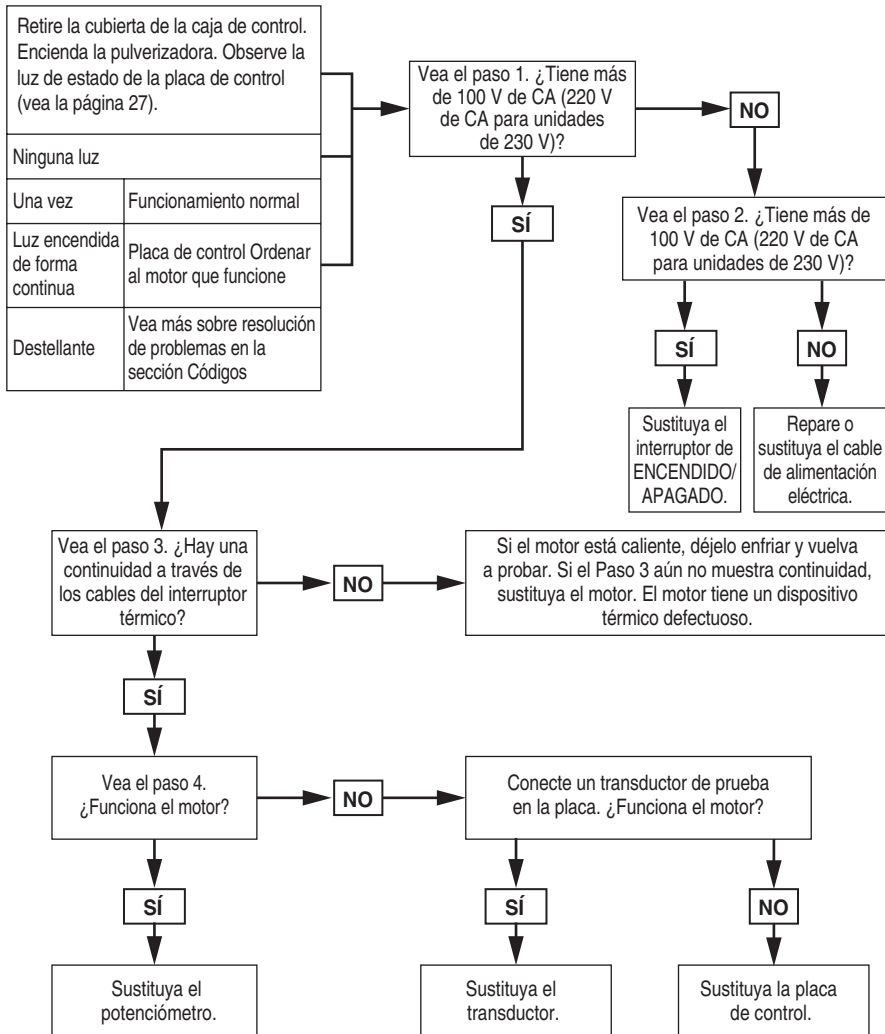 Retire la cubierta de la caja de control.
Encienda la pulverizadora. Observe la
luz de estado de la placa de control
(vea la página 27).
Ninguna luz
Una vez
Funcionamiento normal
Luz encendida
de forma
continua
Placa de control Ordenar
al motor que funcione
Destellante
Vea más sobre resolución
de problemas en la
sección Códigos
Vea el paso 1. ¿Tiene más
de 100 V de CA (220 V
de CA para unidades
de 230 V)?
NO
SÍ
Vea el paso 2. ¿Tiene más de
100 V de CA (220 V de CA
para unidades de 230 V)?
SÍ
NO
Sustituya el
interruptor de
ENCENDIDO/
APAGADO.
Repare o
sustituya el cable
de alimentación
eléctrica.
Vea el paso 3. ¿Hay una
continuidad a través de
los cables del interruptor
térmico?
NO
Si el motor está caliente, déjelo enfriar y vuelva
a probar. Si el Paso 3 aún no muestra continuidad,
sustituya el motor. El motor tiene un dispositivo
térmico defectuoso.
SÍ
Vea el paso 4.
¿Funciona el motor?
NO
Conecte un transductor de prueba
en la placa. ¿Funciona el motor?
SÍ
SÍ
NO
Sustituya el
potenciómetro.
Sustituya el
transductor.
Sustituya la placa
de control.